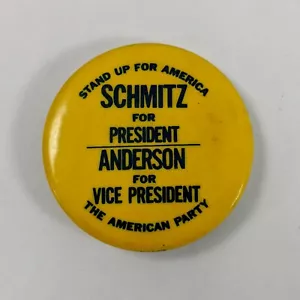 STAND UP FOR AMERICA
SCHMITZ
FOR
PRESIDENT
ANDERSON
FOR
VICE PRESIDENT
THE AMERICAN PARTY